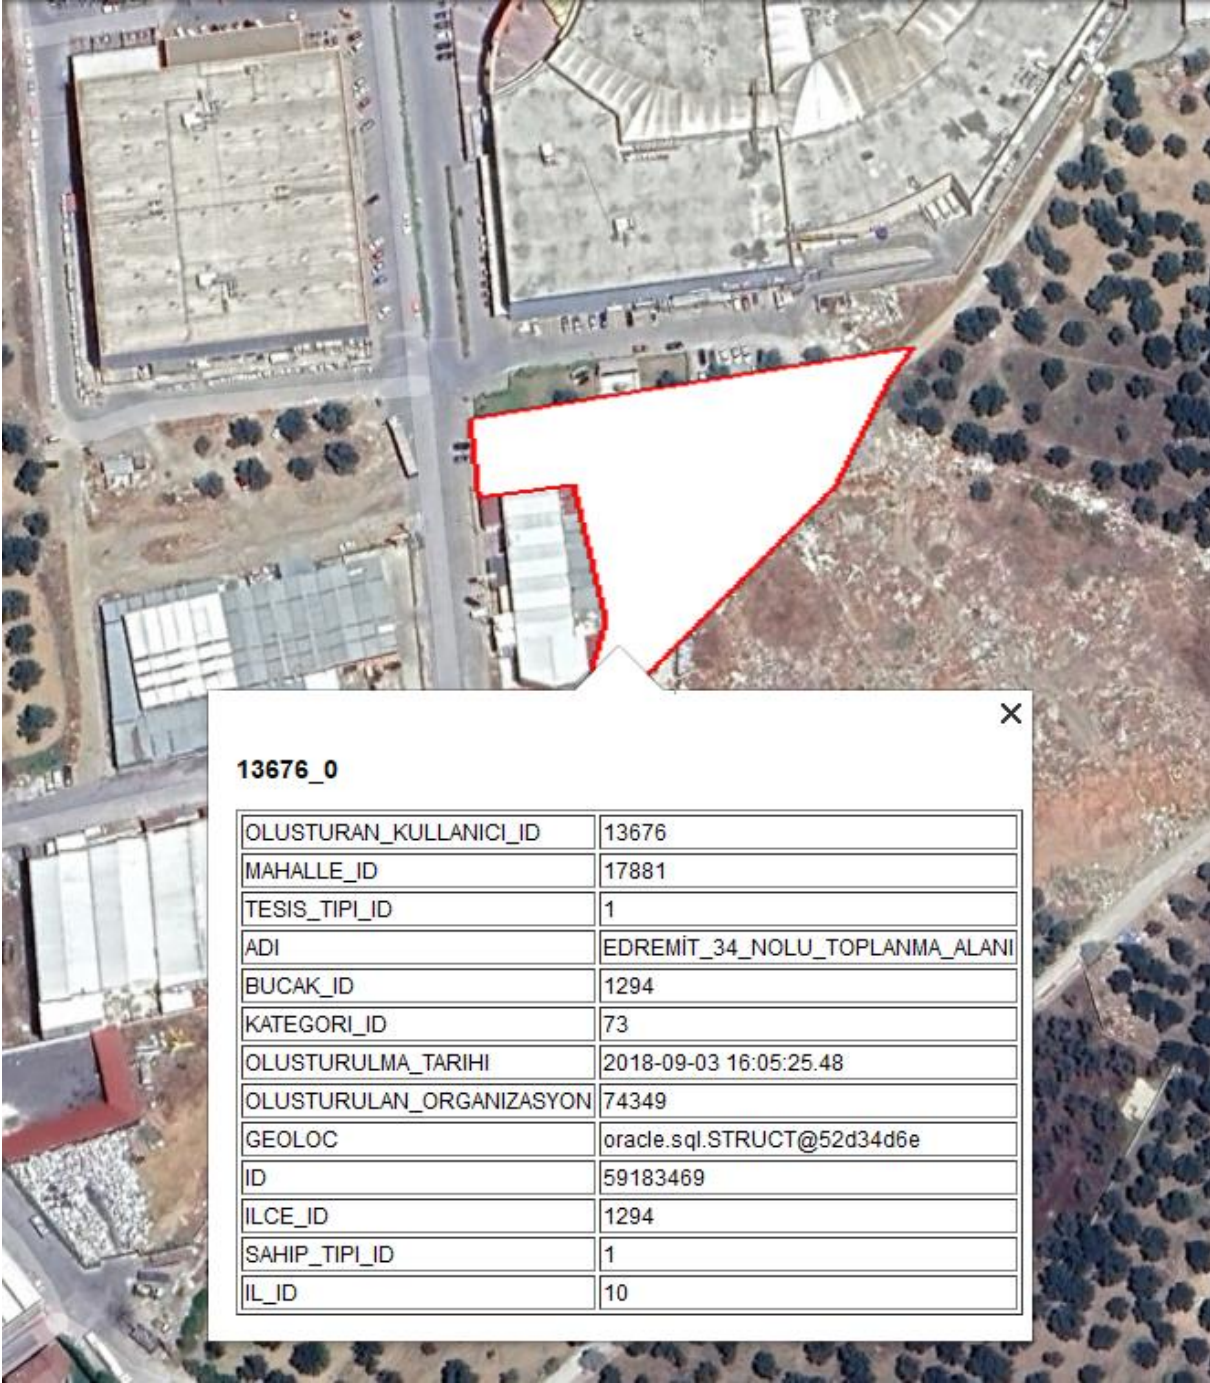 13676_0
OLUSTURAN_KULLANICI_ID 13676
MAHALLE_ID 17881
TESIS_TIPI_ID 1
ADI EDREMİT_34_NOLU_TOPLANMA_ALANI
BUCAK_ID 1294
KATEGORI_ID 73
OLUSTURULMA_TARIHI 2018-09-03 16:05:25.48
OLUSTURULAN_ORGANIZASYON 74349
GEOLOC oracle.sql.STRUCT@52d34d6e
ID 59183469
ILCE_ID 1294
SAHIP_TIPI_ID 1
IL_ID 10